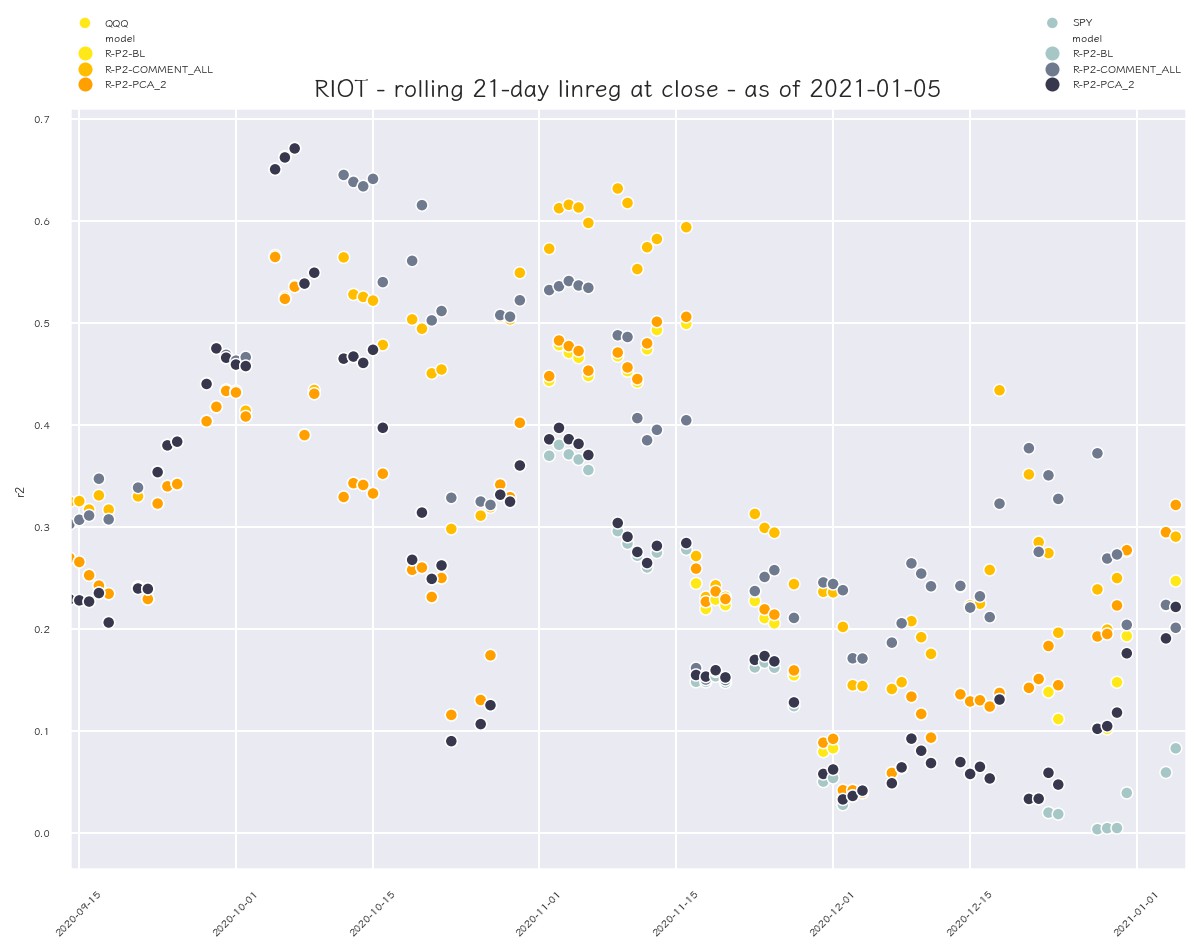 QQQ
model
R-P2-BL
R-P2-COMMENT_ALL
R-P2-PCA_2
SPY
model
R-P2-BL
R-P2-COMMENT_ALL
R-P2-PCA_2
RIOT - rolling 21-day linreg at close - as of 2021-01-05
0.7
0.6
0.5
0.4
0.3
0.2
0.1
0.0
r2
2020-09-15
2020-10-01
2020-10-15
2020-11-01
2020-11-15
2020-12-01
2020-12-15
2021-01-01